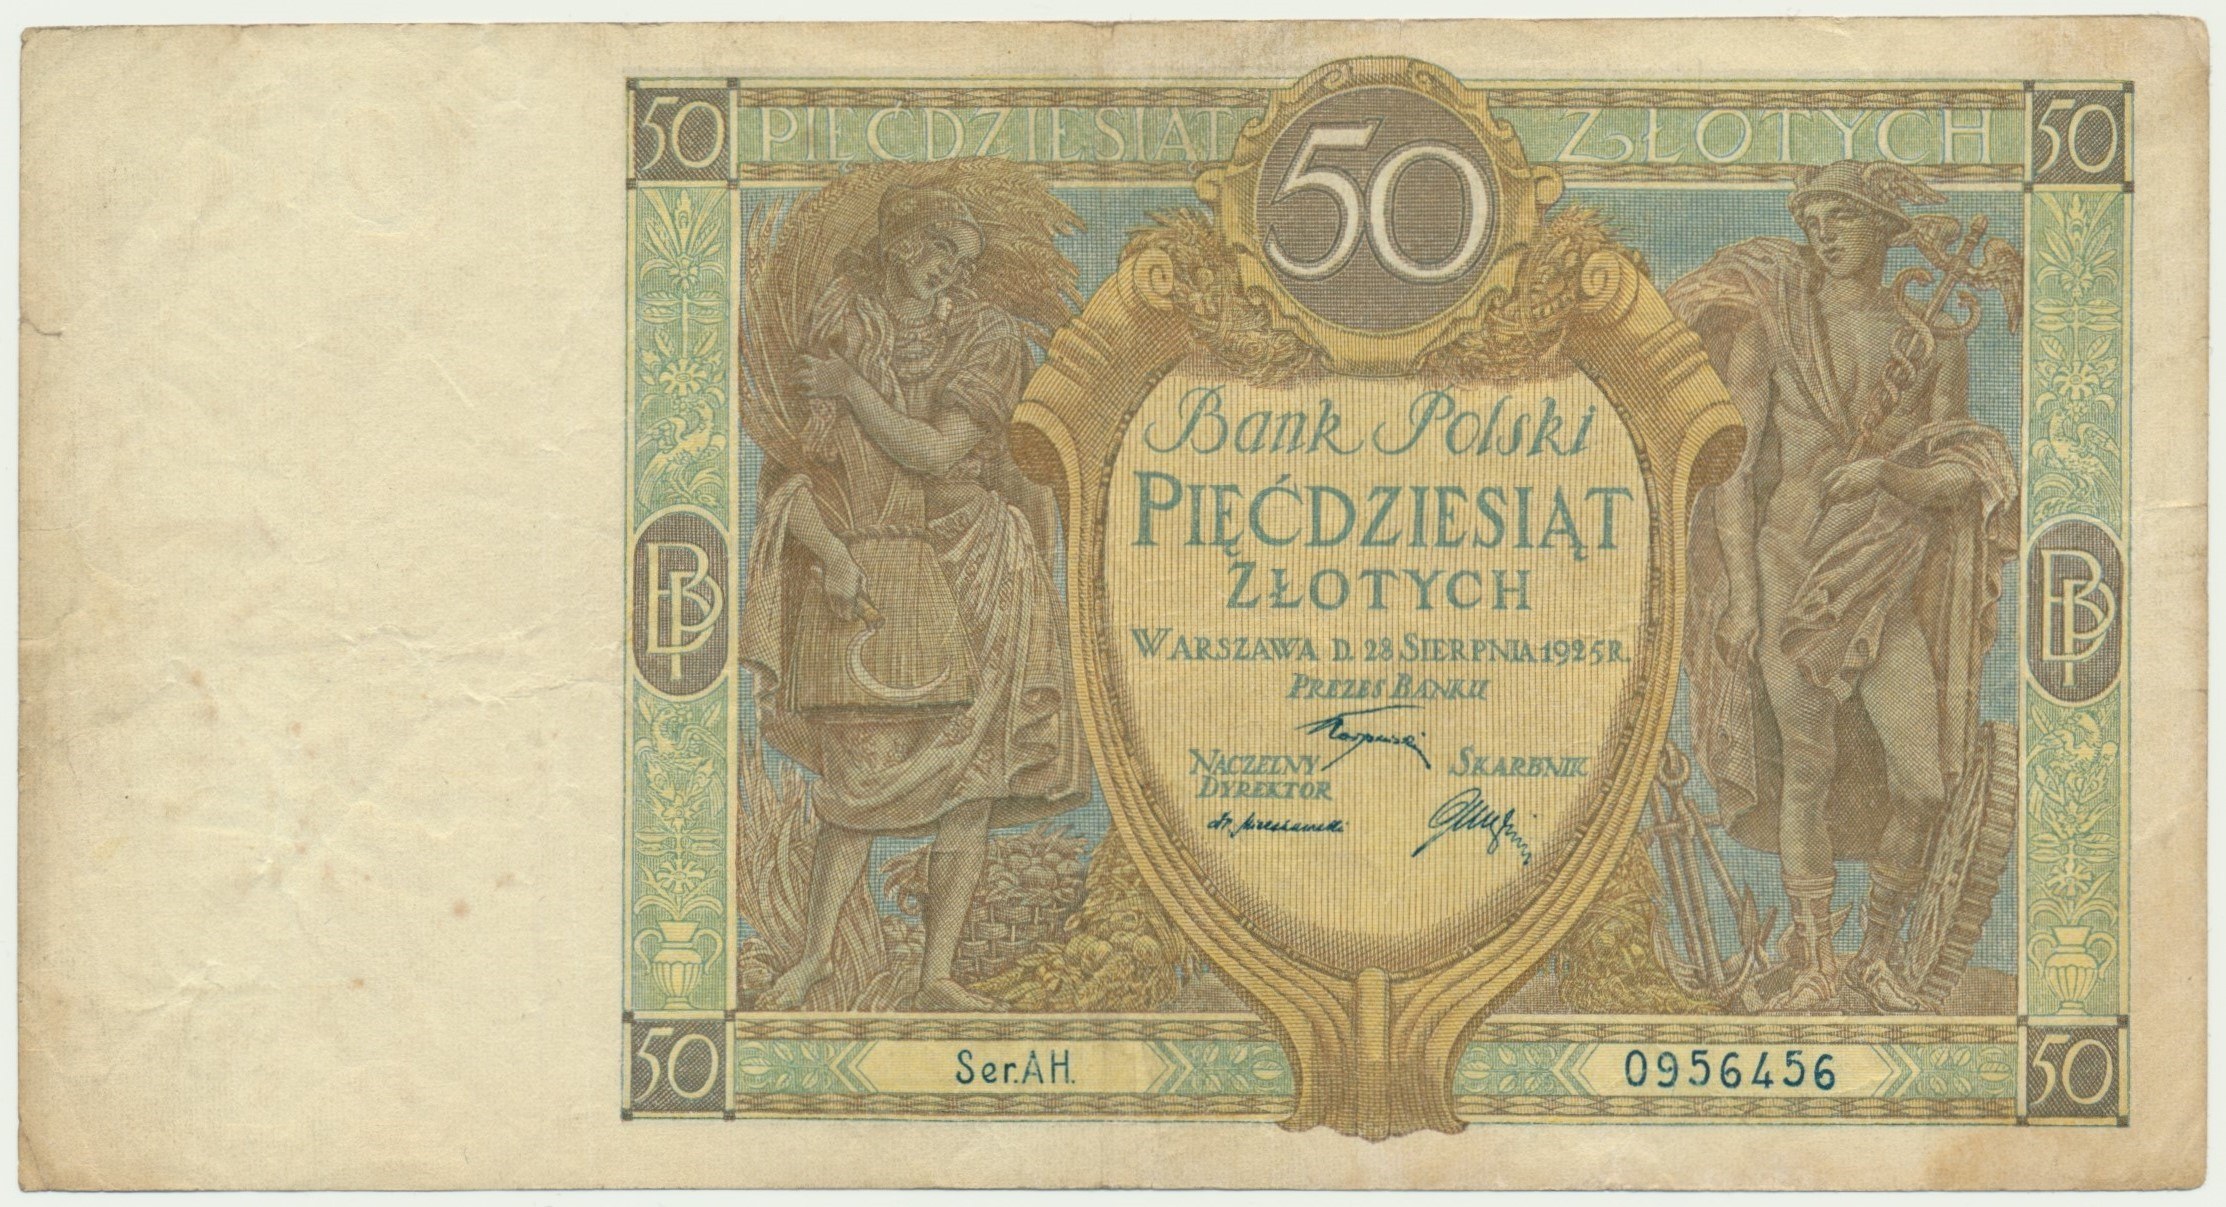 50 PIĘĆDZIESIĄT 50 ZŁOTYCH 50
Bank Polski
PIĘĆDZIESIĄT
ZŁOTYCH
WARSZAWA D. 28 SIERPNIA 1925 R.
PREZES BANKU
NACZELNY SKARBNIK
DYREKTOR
BP BP
50 Ser.AH. 0956456 50